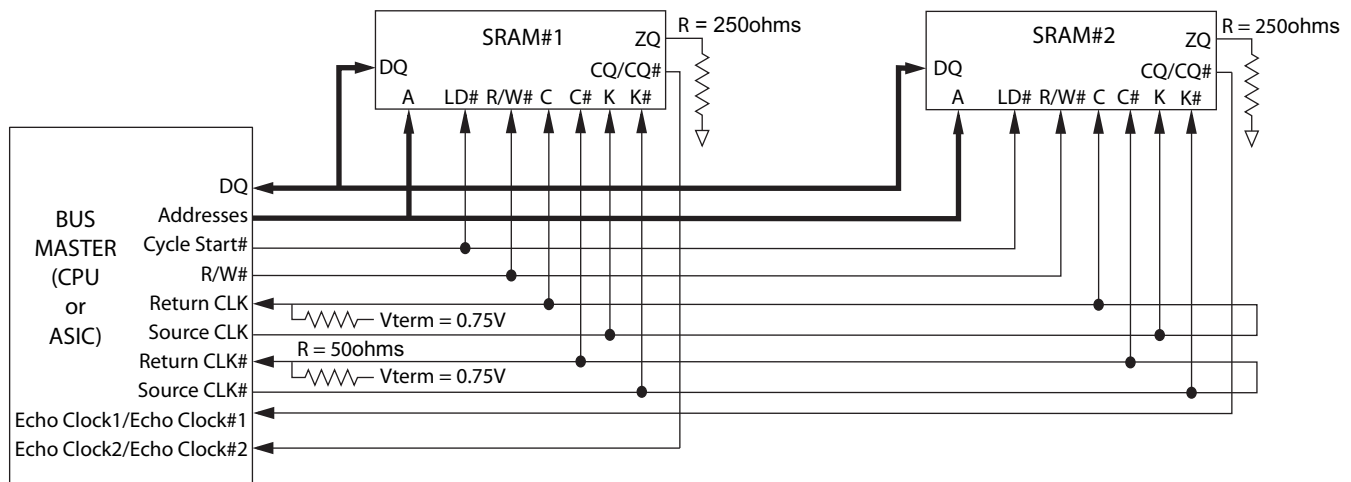 SRAM#1
ZQ
R = 250ohms
DQ
CQ/CQ#
A
LD#
R/W#
C
C#
K
K#
SRAM#2
ZQ
R = 250ohms
DQ
CQ/CQ#
A
LD#
R/W#
C
C#
K
K#
BUS
MASTER
(CPU
or
ASIC)
DQ
Addresses
Cycle Start#
R/W#
Return CLK
Vterm = 0.75V
Source CLK
R = 50ohms
Return CLK#
Vterm = 0.75V
Source CLK#
Echo Clock1/Echo Clock#1
Echo Clock2/Echo Clock#2